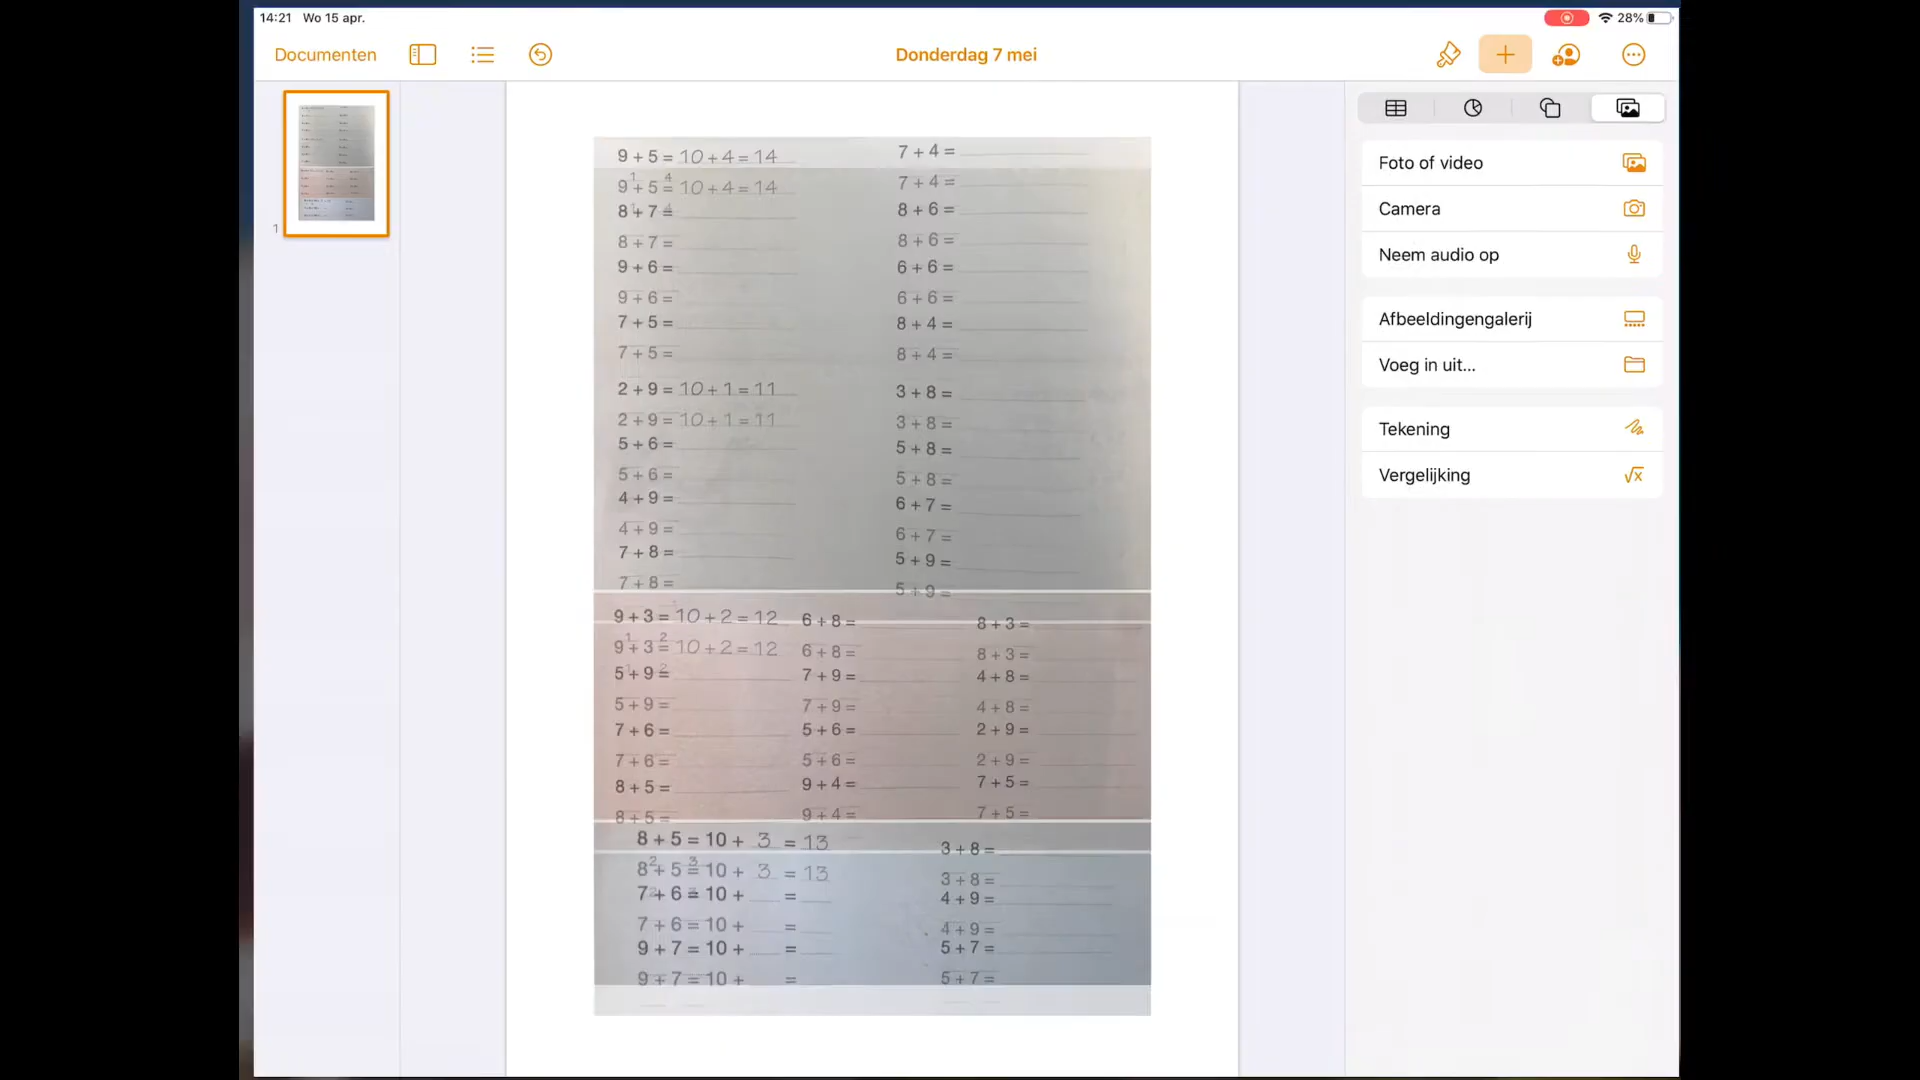 14:21 Wo 15 apr.
28%
Documenten
Donderdag 7 mei
1
9 + 5 = 10 + 4 = 14
7 + 4 =
1 4
9 + 5 = 10 + 4 = 14
7 + 4 =
8 + 7 =
8 + 6 =
8 + 7 =
8 + 6 =
9 + 6 =
6 + 6 =
9 + 6 =
6 + 6 =
7 + 5 =
8 + 4 =
7 + 5 =
8 + 4 =
2 + 9 = 10 + 1 = 11
3 + 8 =
2 + 9 = 10 + 1 = 11
3 + 8 =
5 + 6 =
5 + 8 =
5 + 6 =
5 + 8 =
4 + 9 =
6 + 7 =
4 + 9 =
6 + 7 =
7 + 8 =
5 + 9 =
7 + 8 =
5 + 9 =
9 + 3 = 10 + 2 = 12 6 + 8 = 8 + 3 =
1 2
9 + 3 = 10 + 2 = 12 6 + 8 = 8 + 3 =
5 + 9 = 7 + 9 = 4 + 8 =
5 + 9 = 7 + 9 = 4 + 8 =
7 + 6 = 5 + 6 = 2 + 9 =
7 + 6 = 5 + 6 = 2 + 9 =
8 + 5 = 9 + 4 = 7 + 5 =
8 + 5 = 9 + 4 = 7 + 5 =
8 + 5 = 10 + 3 = 13
3 + 8 =
2 3
8 + 5 = 10 + 3 = 13
3 + 8 =
7 + 6 = 10 + =
4 + 9 =
7 + 6 = 10 + =
4 + 9 =
9 + 7 = 10 + =
5 + 7 =
9 + 7 = 10 + =
5 + 7 =
Foto of video
Camera
Neem audio op
Afbeeldingengalerij
Voeg in uit...
Tekening
Vergelijking